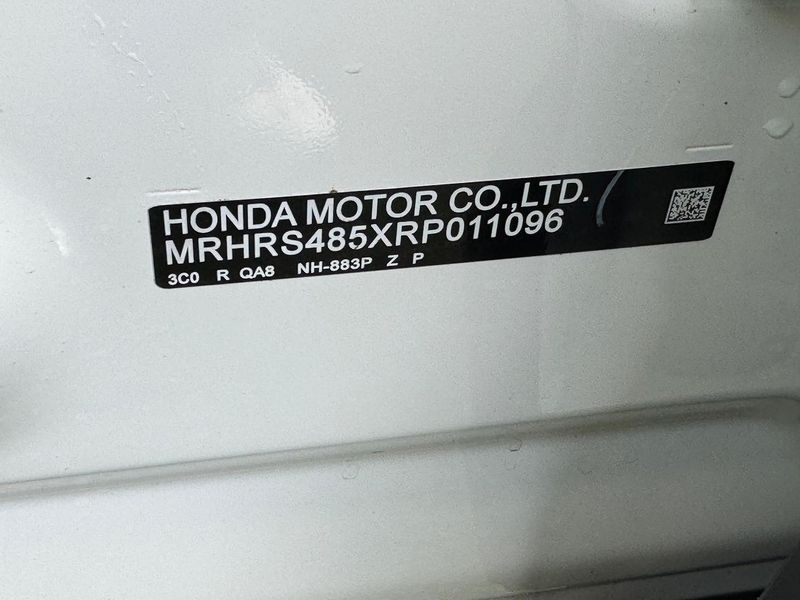 HONDA MOTOR CO.,LTD.
MRHRS485XRP011096
3C0 R QA8 NH-883P Z P